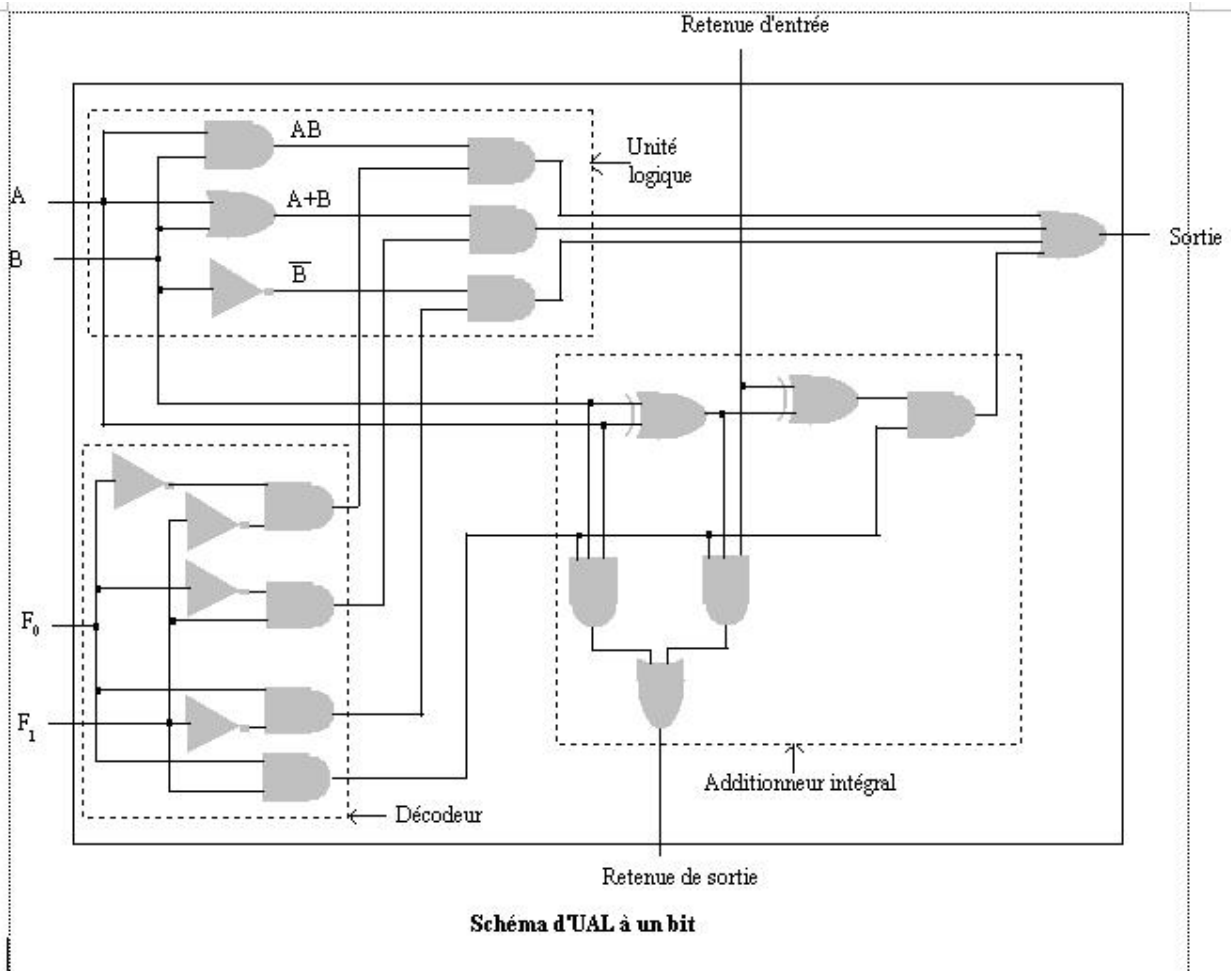 Retenue d'entrée
AB
Unité
logique
A
A+B
Sortie
B
B̅
F₀
F₁
Additionneur intégral
Décodeur
Retenue de sortie
Schéma d'UAL à un bit